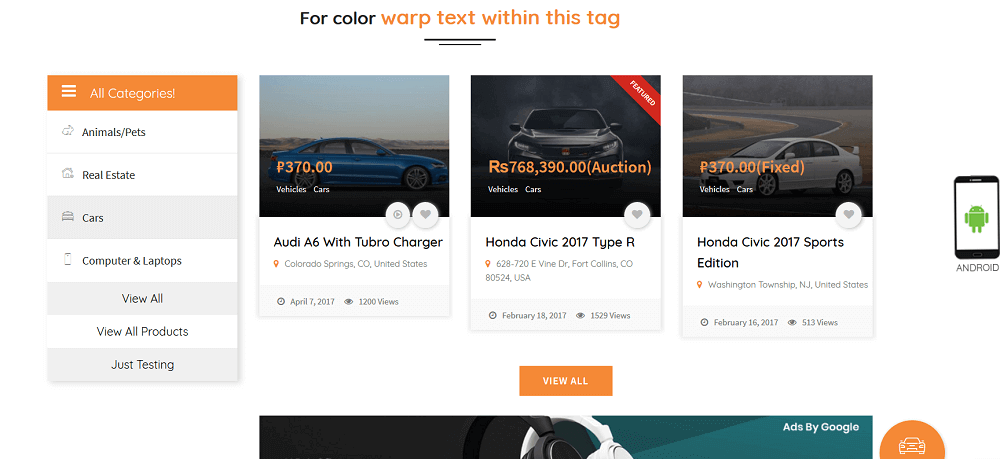 For color warp text within this tag
All Categories!
Animals/Pets
Real Estate
Cars
Computer & Laptops
View All
View All Products
Just Testing
₽370.00
Vehicles Cars
Audi A6 With Tubro Charger
Colorado Springs, CO, United States
April 7, 2017 1200 Views
FEATURED
₨768,390.00(Auction)
Vehicles Cars
Honda Civic 2017 Type R
628-720 E Vine Dr, Fort Collins, CO
80524, USA
February 18, 2017 1529 Views
₽370.00(Fixed)
Vehicles Cars
Honda Civic 2017 Sports
Edition
Washington Township, NJ, United States
February 16, 2017 513 Views
ANDROID
VIEW ALL
Ads By Google